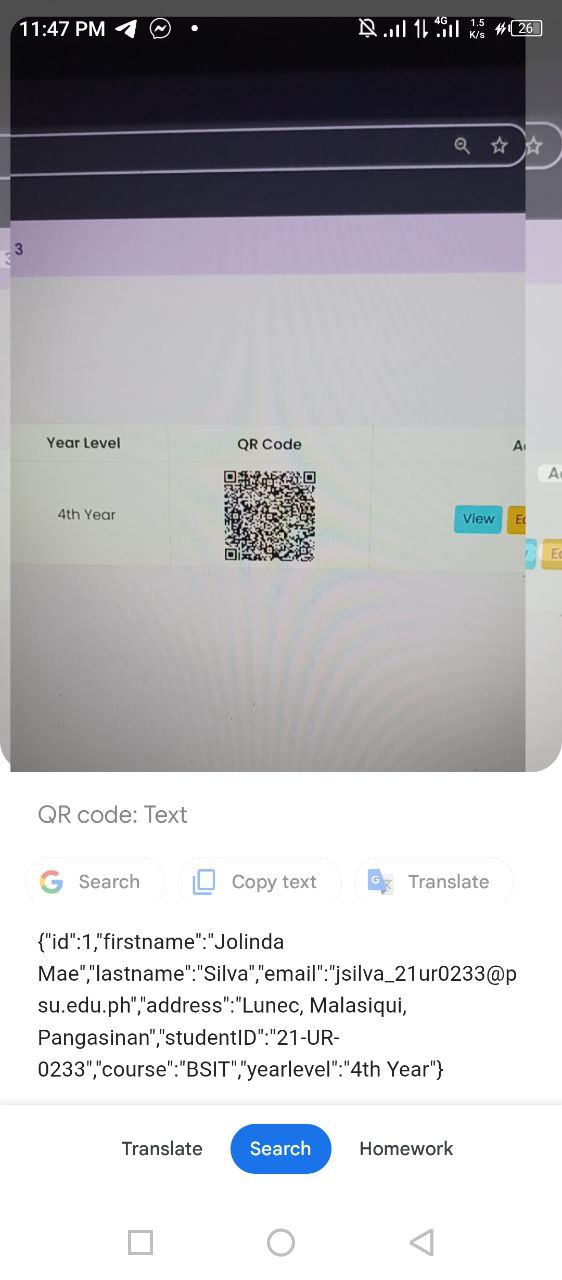 11:47 PM
4G
1.5
K/s
26
3
3
Year Level QR Code
4th Year View
QR code: Text
Search Copy text Translate
{"id":1,"firstname":"Jolinda
Mae","lastname":"Silva","email":"jsilva_21ur0233@p
su.edu.ph","address":"Lunec, Malasiqui,
Pangasinan","studentID":"21-UR-
0233","course":"BSIT","yearlevel":"4th Year"}
Translate Search Homework